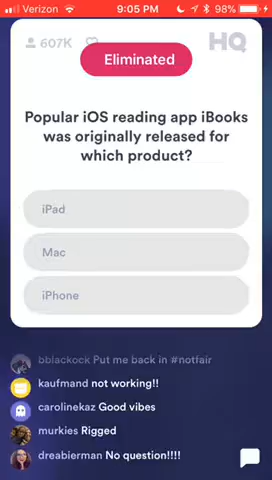 Verizon 9:05 PM 98%
607K HQ
Eliminated
Popular iOS reading app iBooks
was originally released for
which product?
iPad
Mac
iPhone
bblackock Put me back in #notfair
kaufmand not working!!
carolinekaz Good vibes
murkies Rigged
dreabierman No question!!!!